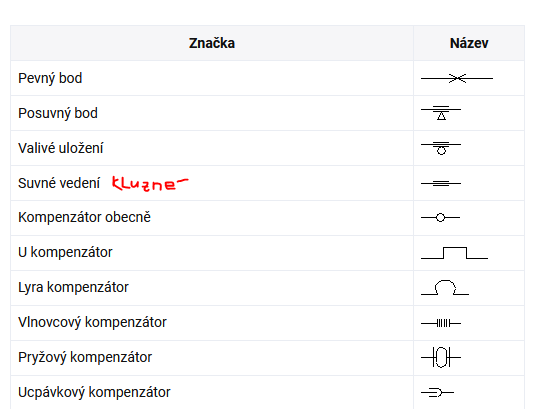 Značka Název
Pevný bod
Posuvný bod
Valivé uložení
Suvné vedení kLuzne
Kompenzátor obecně
U kompenzátor
Lyra kompenzátor
Vlnovcový kompenzátor
Pryžový kompenzátor
Ucpávkový kompenzátor